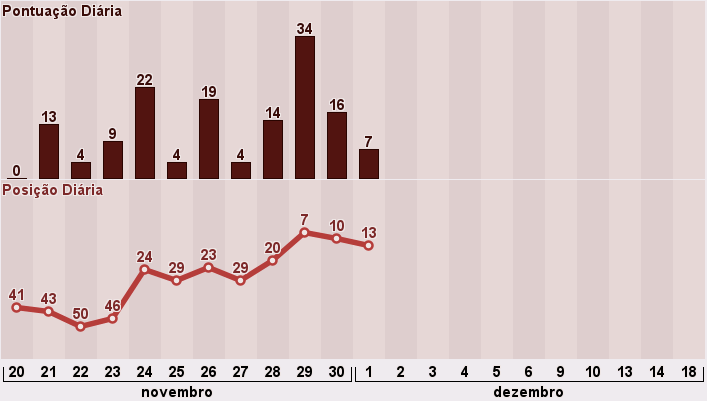 Pontuação Diária
0 13 4 9 22 4 19 4 14 34 16 7
Posição Diária
41 43 50 46 24 29 23 29 20 7 10 13
20 21 22 23 24 25 26 27 28 29 30 1 2 3 4 5 6 9 10 13 14 18
novembro dezembro